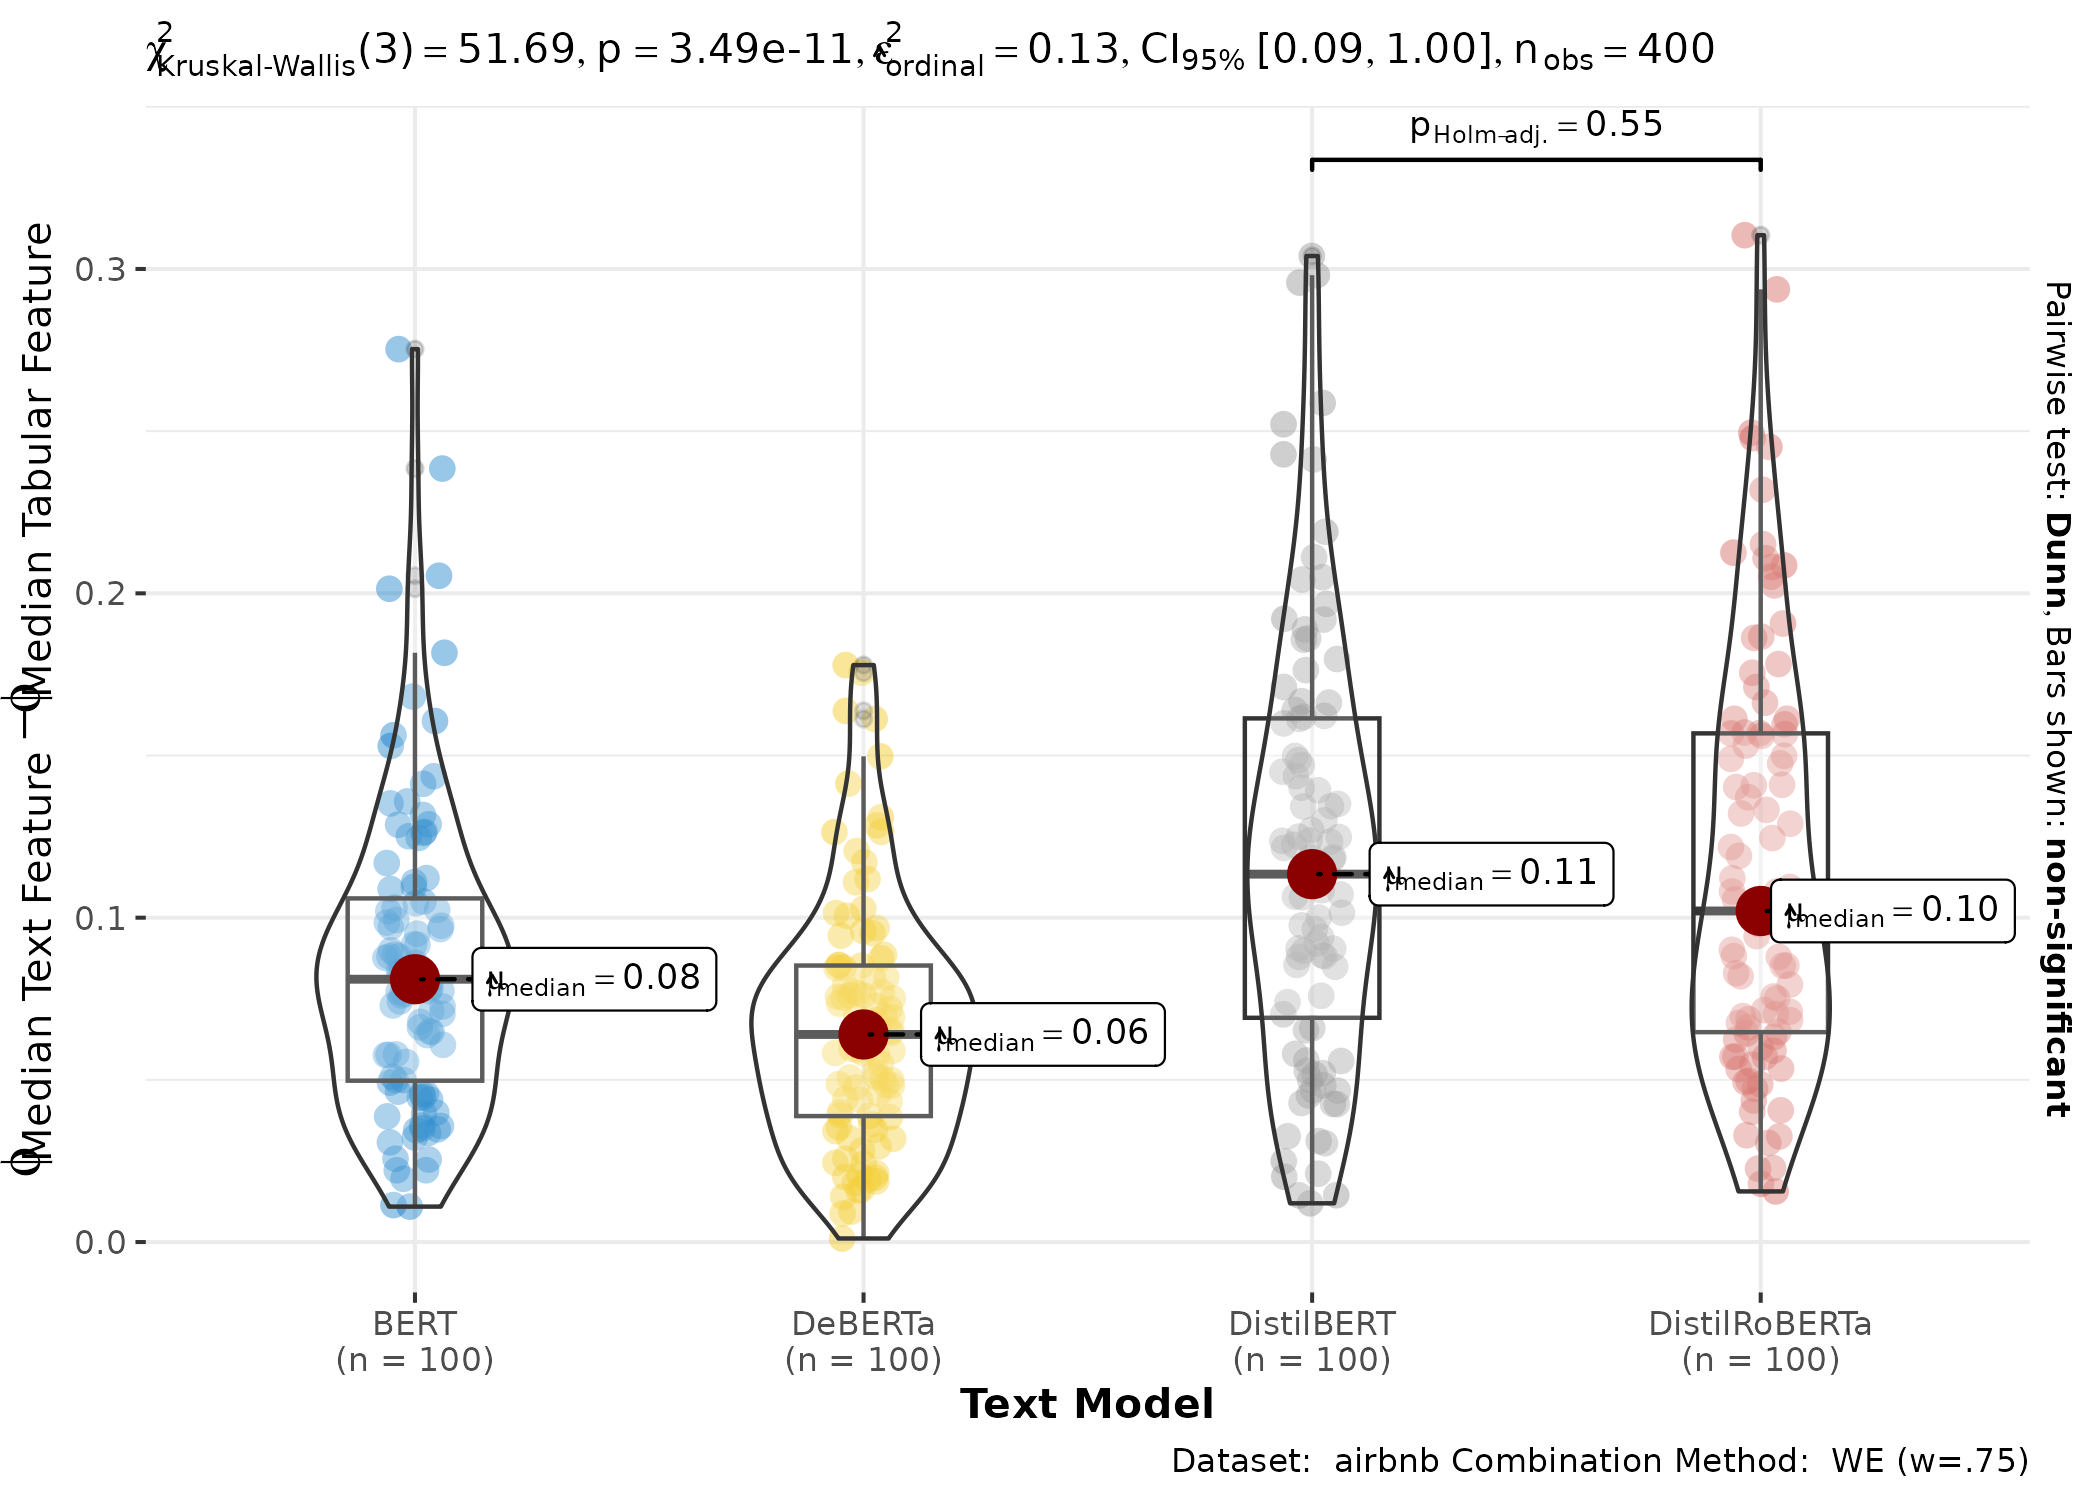 χ²Kruskal-Wallis(3) = 51.69, p = 3.49e-11, ε̂²ordinal = 0.13, CI95% [0.09, 1.00], nobs = 400
pHolm-adj. = 0.55
0.3
0.2
0.1
0.0
ϕMedian Text Feature − ϕMedian Tabular Feature
μ̂median = 0.08
μ̂median = 0.06
μ̂median = 0.11
μ̂median = 0.10
Pairwise test: Dunn, Bars shown: non-significant
BERT
(n = 100)
DeBERTa
(n = 100)
DistilBERT
(n = 100)
DistilRoBERTa
(n = 100)
Text Model
Dataset: airbnb Combination Method: WE (w=.75)